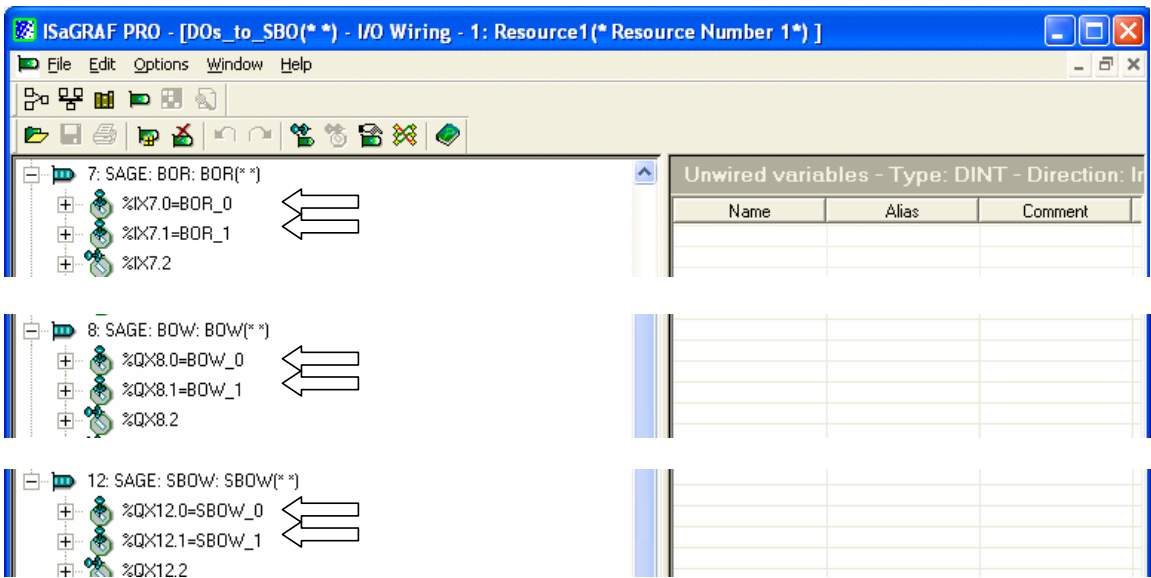 ISaGRAF PRO - [DOs_to_SBO(* *) - I/O Wiring - 1: Resource1(* Resource Number 1*) ]
File Edit Options Window Help
7: SAGE: BOR: BOR(* *)
%IX7.0=BOR_0
%IX7.1=BOR_1
%IX7.2
Unwired variables - Type: DINT - Direction: In
Name Alias Comment
8: SAGE: BOW: BOW(* *)
%QX8.0=BOW_0
%QX8.1=BOW_1
%QX8.2
12: SAGE: SBOW: SBOW(* *)
%QX12.0=SBOW_0
%QX12.1=SBOW_1
%QX12.2